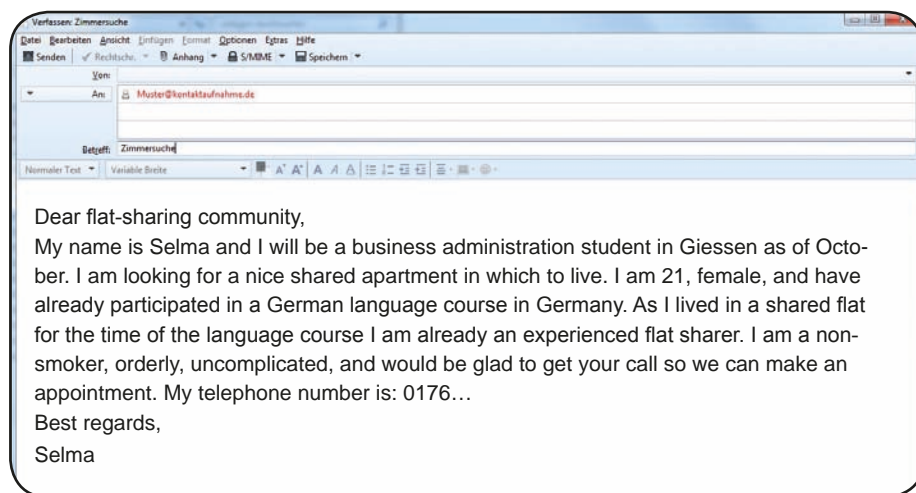 Verfassen: Zimmersuche
Datei Bearbeiten Ansicht Einfügen Format Optionen Extras Hilfe
Senden Rechtschr. Anhang S/MIME Speichern
Von:
An: Muster@kontaktaufnahme.de
Betreff: Zimmersuche
Normaler Text Variable Breite
Dear flat-sharing community,
My name is Selma and I will be a business administration student in Giessen as of Octo-
ber. I am looking for a nice shared apartment in which to live. I am 21, female, and have
already participated in a German language course in Germany. As I lived in a shared flat
for the time of the language course I am already an experienced flat sharer. I am a non-
smoker, orderly, uncomplicated, and would be glad to get your call so we can make an
appointment. My telephone number is: 0176…
Best regards,
Selma